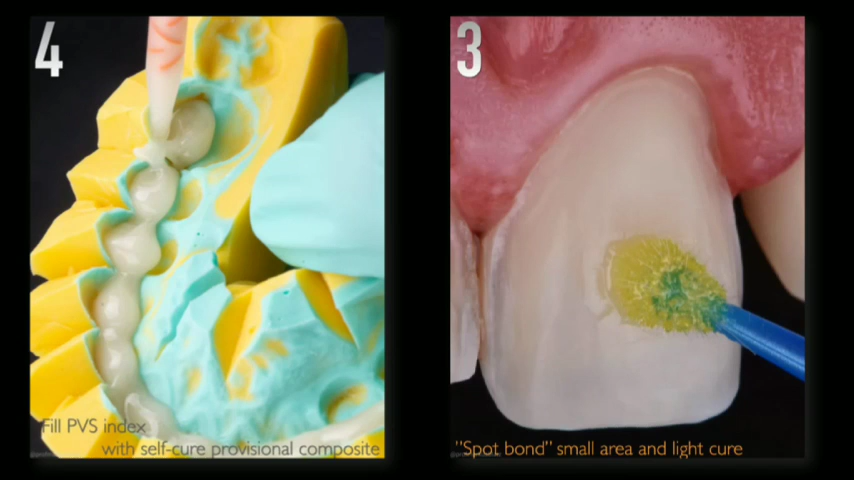 4
Fill PVS index
with self-cure provisional composite
3
"Spot bond" small area and light cure